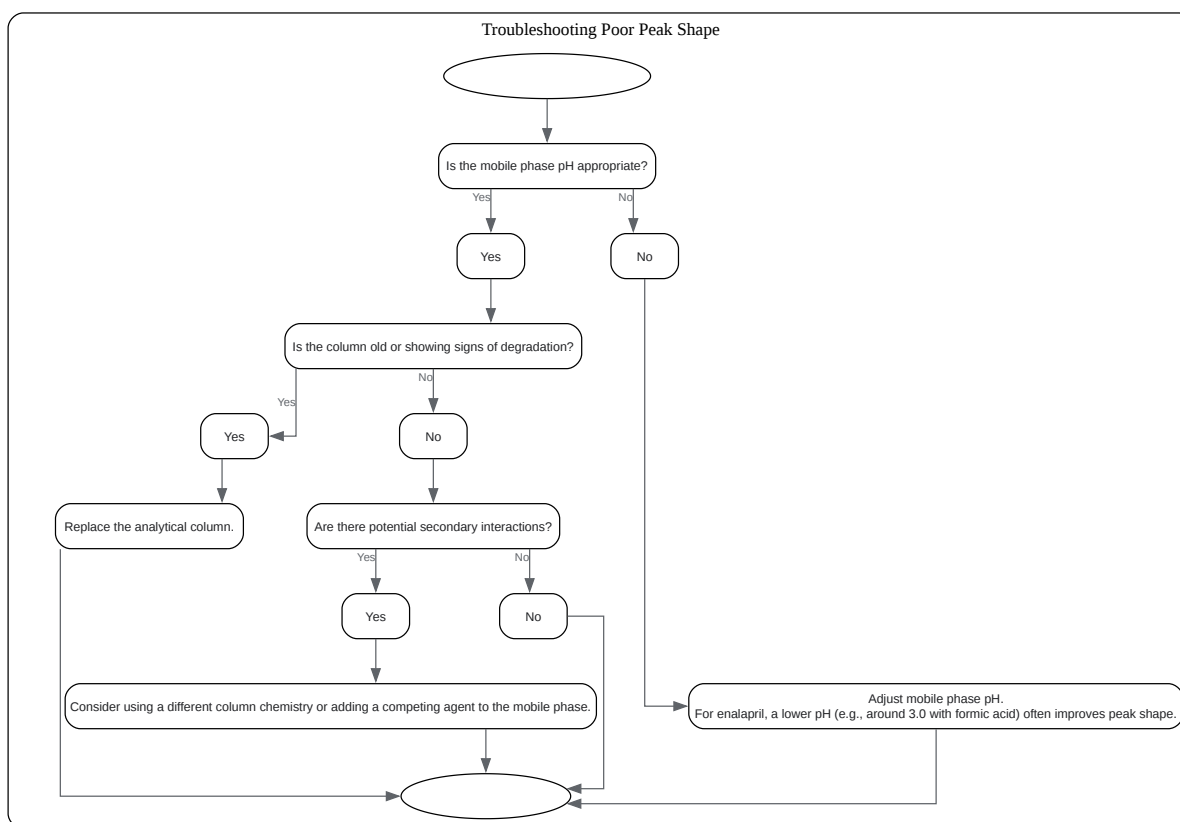 Troubleshooting Poor Peak Shape
Is the mobile phase pH appropriate?
Yes
No
Yes
No
Is the column old or showing signs of degradation?
Yes
No
Yes
No
Replace the analytical column.
Are there potential secondary interactions?
Yes
No
Yes
No
Consider using a different column chemistry or adding a competing agent to the mobile phase.
Adjust mobile phase pH.
For enalapril, a lower pH (e.g., around 3.0 with formic acid) often improves peak shape.